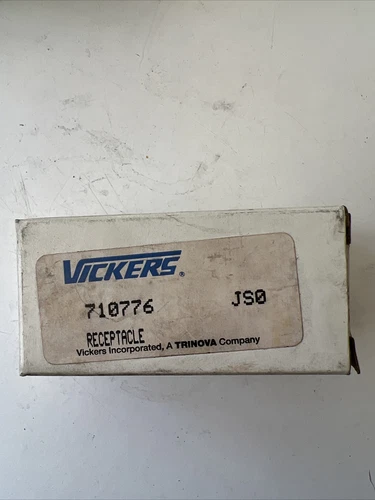 VICKERS®
710776 JS0
RECEPTACLE
Vickers Incorporated, A TRINOVA Company